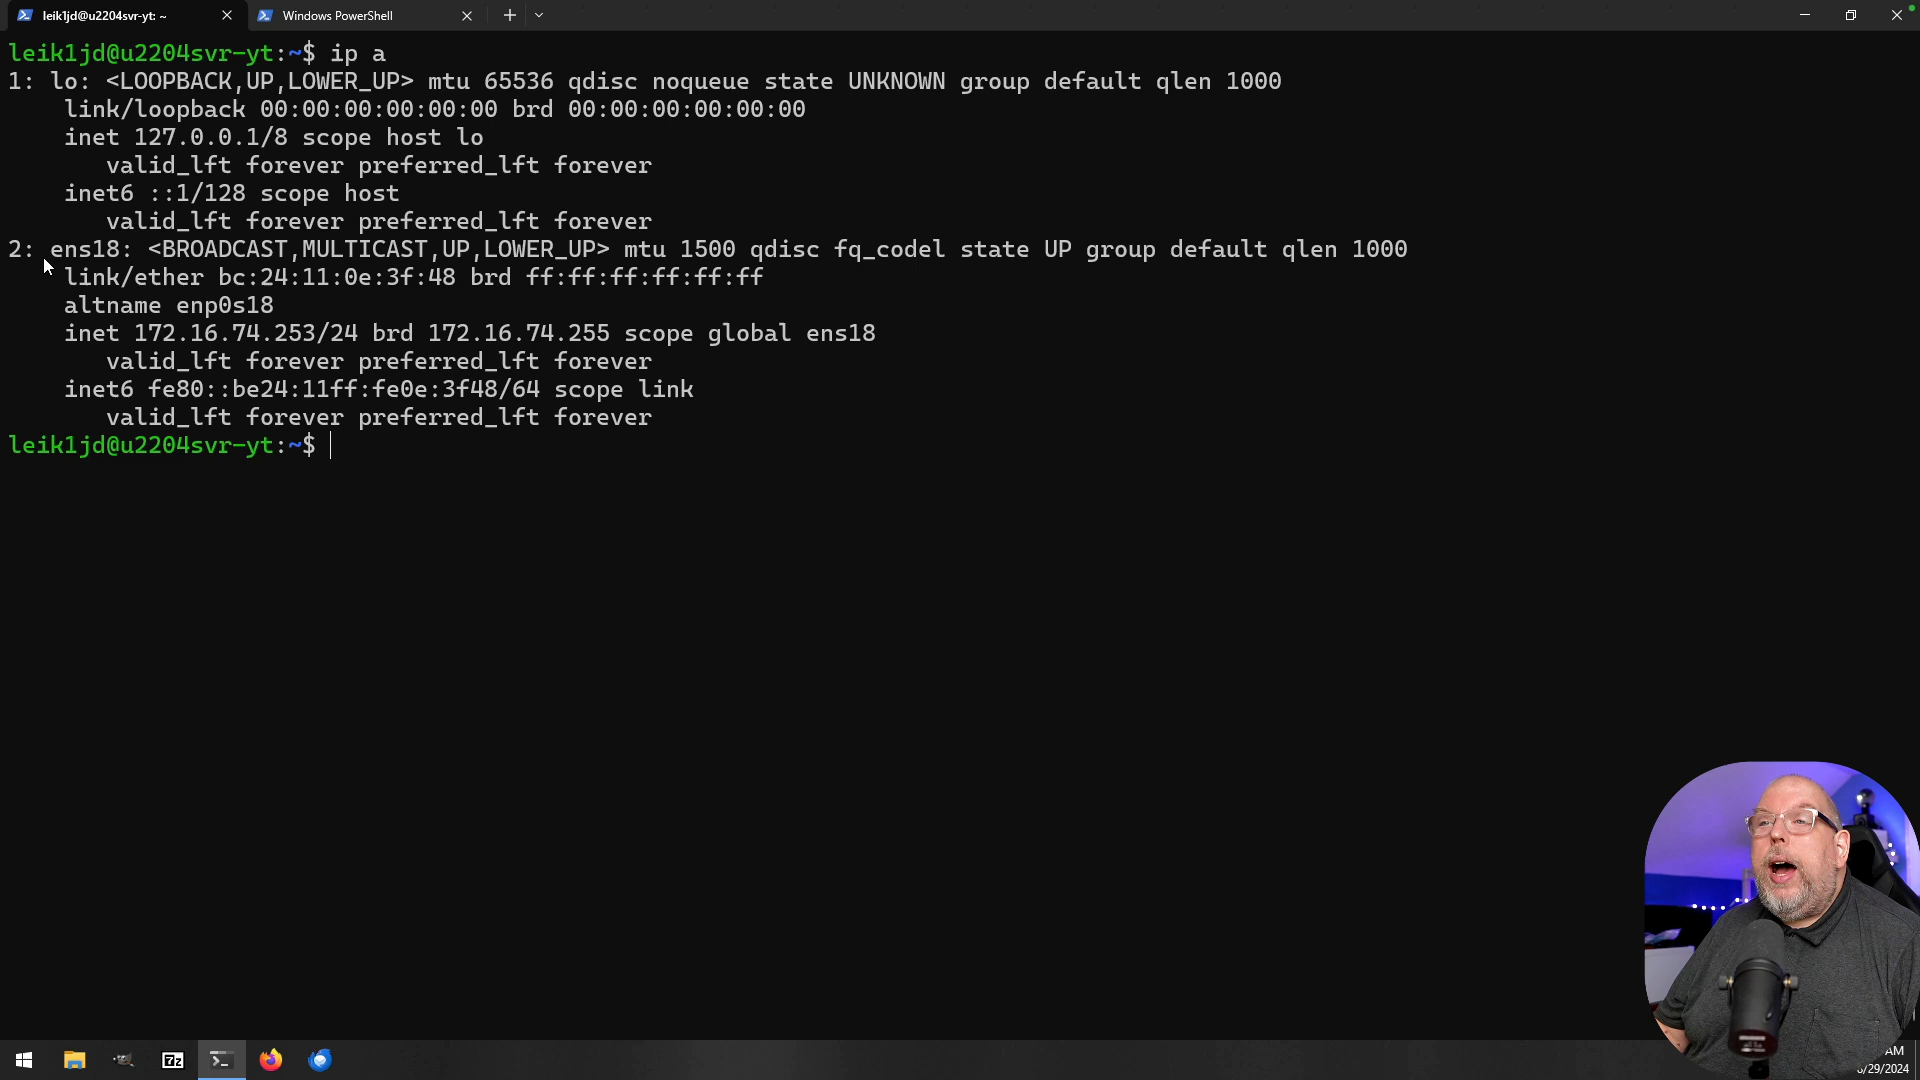 leik1jd@u2204svr-yt: ~
Windows PowerShell
leik1jd@u2204svr-yt:~$ ip a
1: lo: <LOOPBACK,UP,LOWER_UP> mtu 65536 qdisc noqueue state UNKNOWN group default qlen 1000
link/loopback 00:00:00:00:00:00 brd 00:00:00:00:00:00
inet 127.0.0.1/8 scope host lo
valid_lft forever preferred_lft forever
inet6 ::1/128 scope host
valid_lft forever preferred_lft forever
2: ens18: <BROADCAST,MULTICAST,UP,LOWER_UP> mtu 1500 qdisc fq_codel state UP group default qlen 1000
link/ether bc:24:11:0e:3f:48 brd ff:ff:ff:ff:ff:ff
altname enp0s18
inet 172.16.74.253/24 brd 172.16.74.255 scope global ens18
valid_lft forever preferred_lft forever
inet6 fe80::be24:11ff:fe0e:3f48/64 scope link
valid_lft forever preferred_lft forever
leik1jd@u2204svr-yt:~$
7z
AM
/29/2024